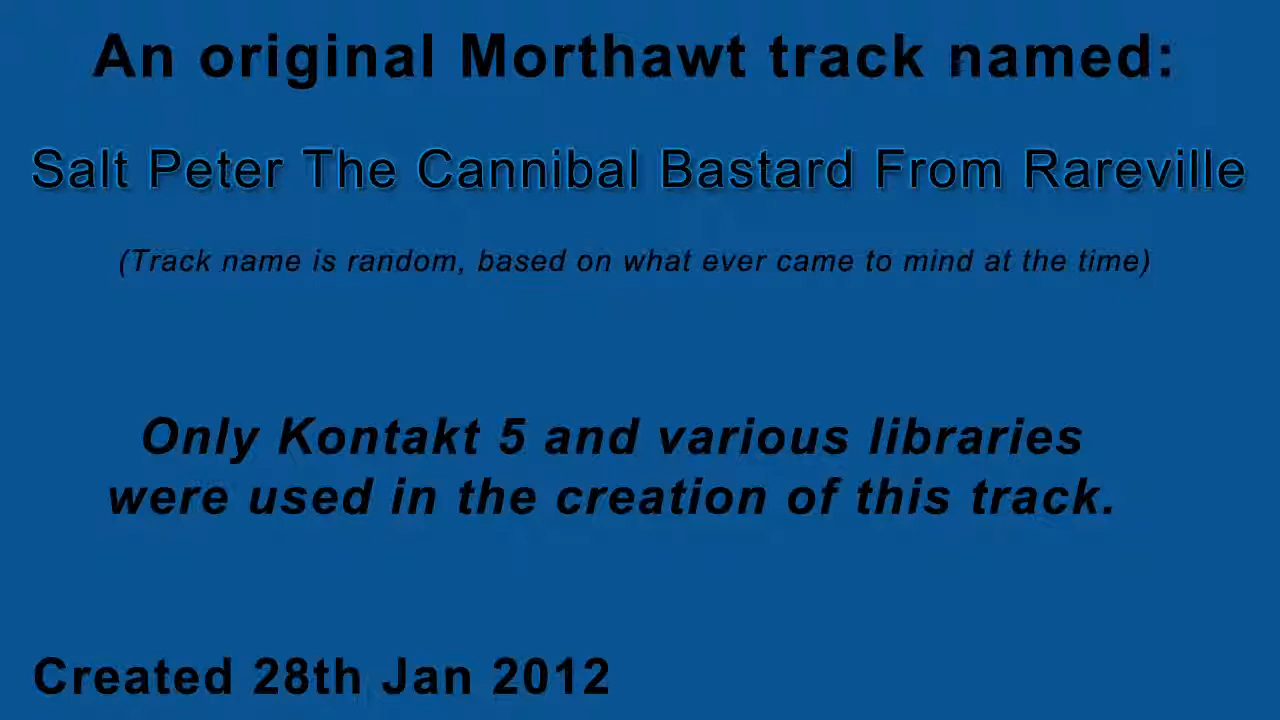 An original Morthawt track named:
Salt Peter The Cannibal Bastard From Rareville
(Track name is random, based on what ever came to mind at the time)
Only Kontakt 5 and various libraries
were used in the creation of this track.
Created 28th Jan 2012